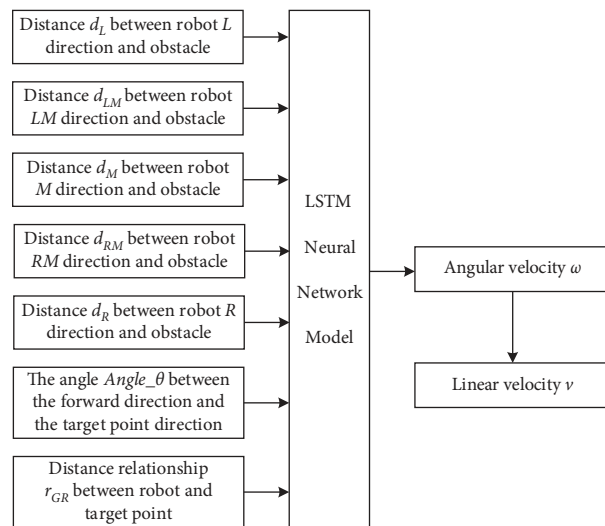 Distance d_L between robot L
direction and obstacle
Distance d_LM between robot
LM direction and obstacle
Distance d_M between robot
M direction and obstacle
Distance d_RM between robot
RM direction and obstacle
Distance d_R between robot R
direction and obstacle
The angle Angle_θ between
the forward direction and
the target point direction
Distance relationship
r_GR between robot and
target point
LSTM
Neural
Network
Model
Angular velocity ω
Linear velocity v